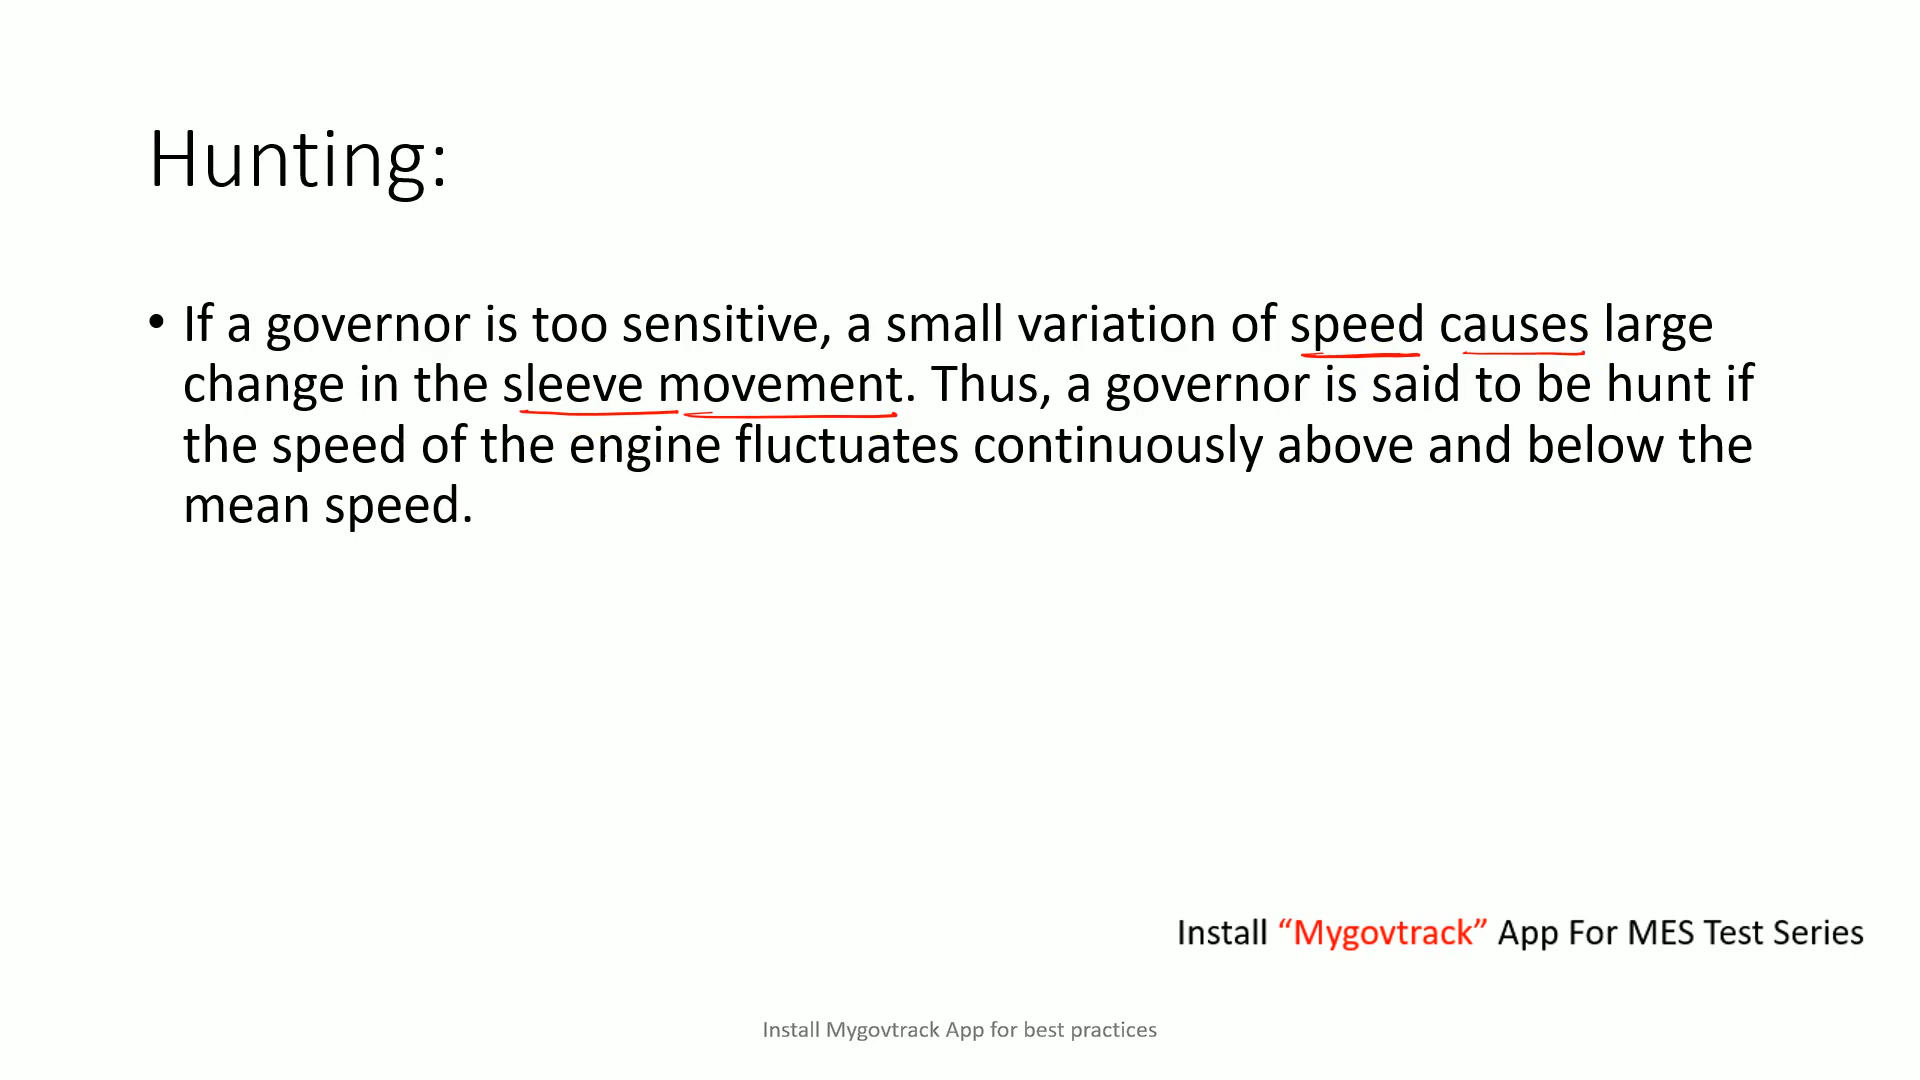 Hunting:
• If a governor is too sensitive, a small variation of speed causes large
change in the sleeve movement. Thus, a governor is said to be hunt if
the speed of the engine fluctuates continuously above and below the
mean speed.
Install “Mygovtrack” App For MES Test Series
Install Mygovtrack App for best practices